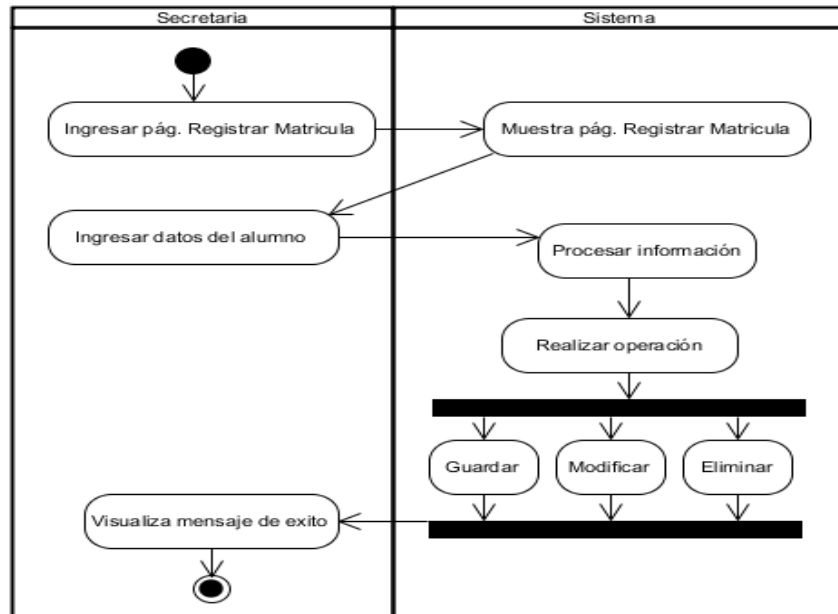 Secretaria
Sistema
Ingresar pág. Registrar Matricula
Muestra pág. Registrar Matricula
Ingresar datos del alumno
Procesar información
Realizar operación
Guardar
Modificar
Eliminar
Visualiza mensaje de exito